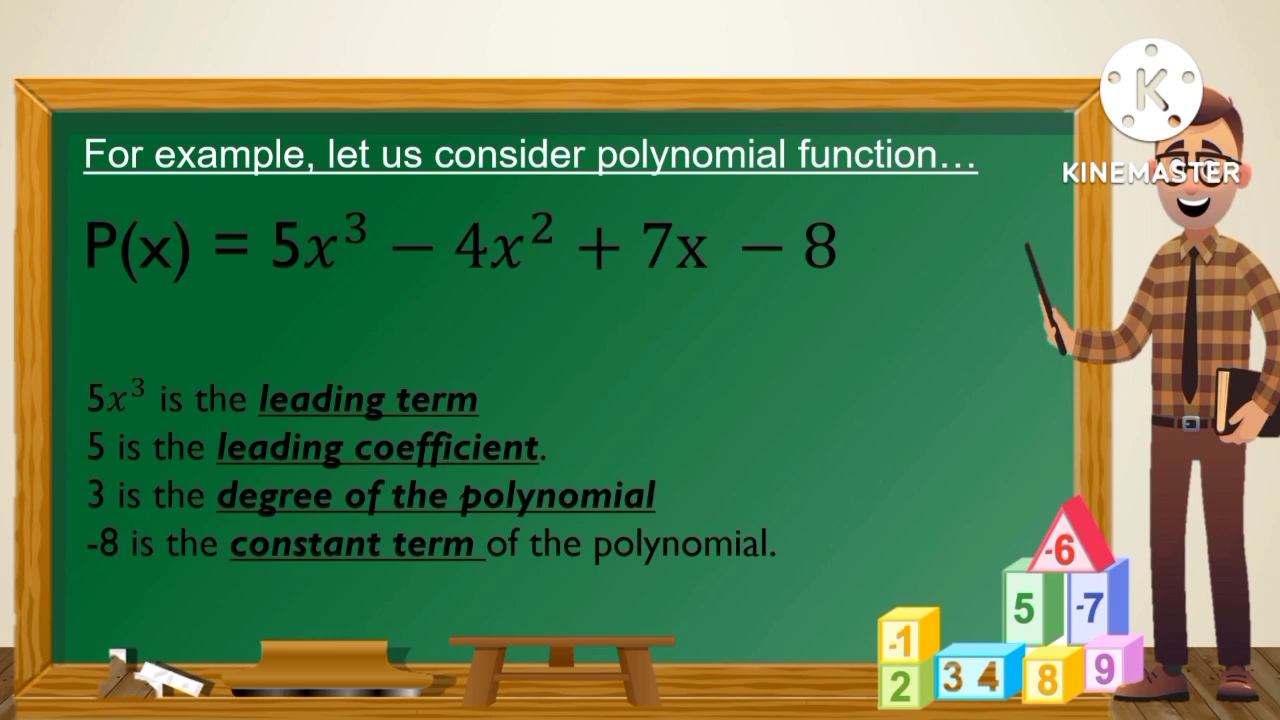 For example, let us consider polynomial function…
P(x) = 5x³ − 4x² + 7x − 8
5x³ is the leading term
5 is the leading coefficient.
3 is the degree of the polynomial
-8 is the constant term of the polynomial.
K
KINEMASTER
-6
5 -7
-1
2 3 4 8 9